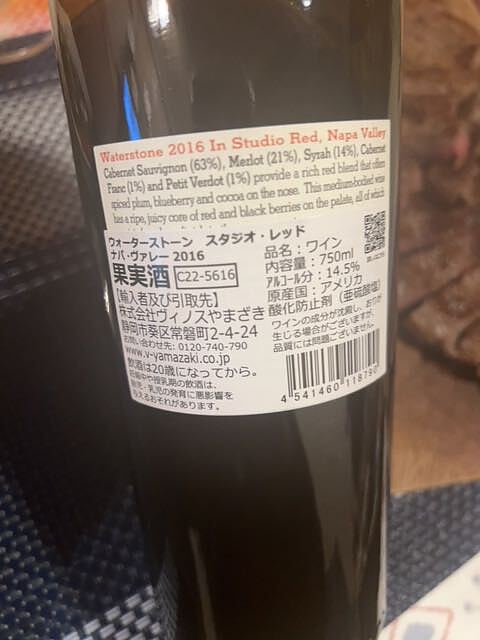 Waterstone 2016 In Studio Red, Napa Valley
Cabernet Sauvignon (63%), Merlot (21%), Syrah (14%), Cabernet
Franc (1%) and Petit Verdot (1%) provide a rich red blend that offers
spiced plum, blueberry and cocoa on the nose. This medium-bodied wine
has a ripe, juicy core of red and black berries on the palate, all of which
ウォーターストーン スタジオ・レッド
ナパ・ヴァレー 2016
果実酒 C22-5616
【輸入者及び引取先】
株式会社ヴィノスやまざき
静岡市葵区常磐町2-4-24
お問い合わせ先: 0120-740-790
www.v-yamazaki.co.jp
飲酒は20歳になってから。
妊娠中や授乳期の飲酒は、
胎児・乳児の発育に悪影響を
与えるおそれがあります。
品名:ワイン
内容量:750ml
アルコール分:14.5%
原産国:アメリカ
酸化防止剤(亜硫酸塩)
ワインの成分が沈殿し、おりが
生じる場合がございますが、
品質には問題ございません。
4 541460 118790